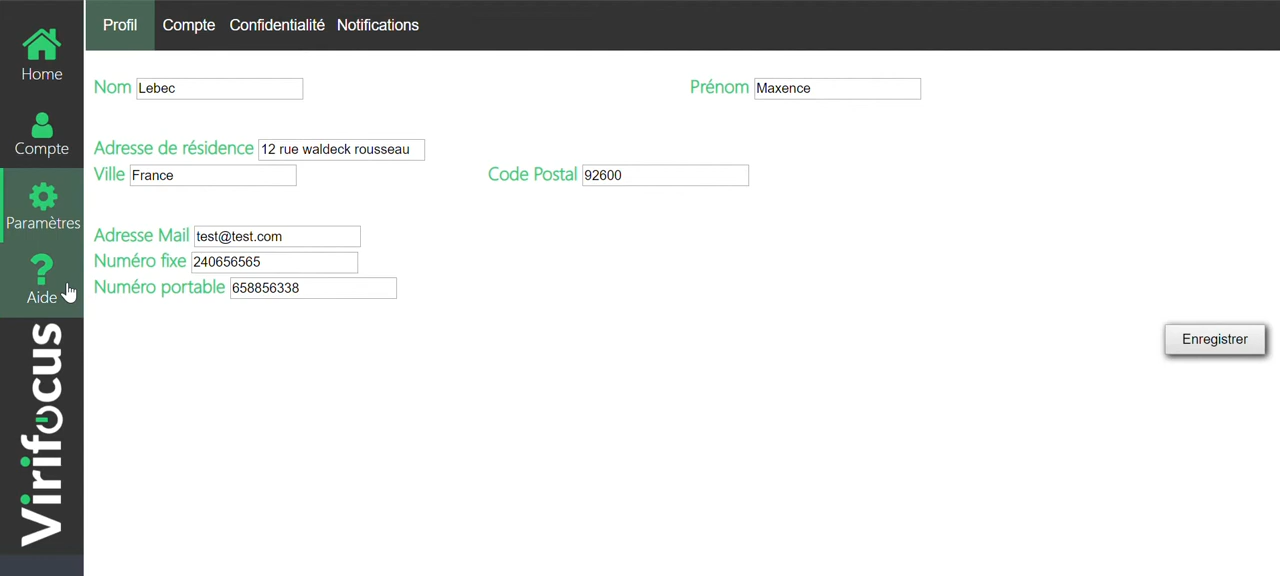 Profil Compte Confidentialité Notifications
Home
Compte
Paramètres
Aide
Virifocus
Nom Lebec Prénom Maxence
Adresse de résidence 12 rue waldeck rousseau
Ville France Code Postal 92600
Adresse Mail test@test.com
Numéro fixe 240656565
Numéro portable 658856338
Enregistrer